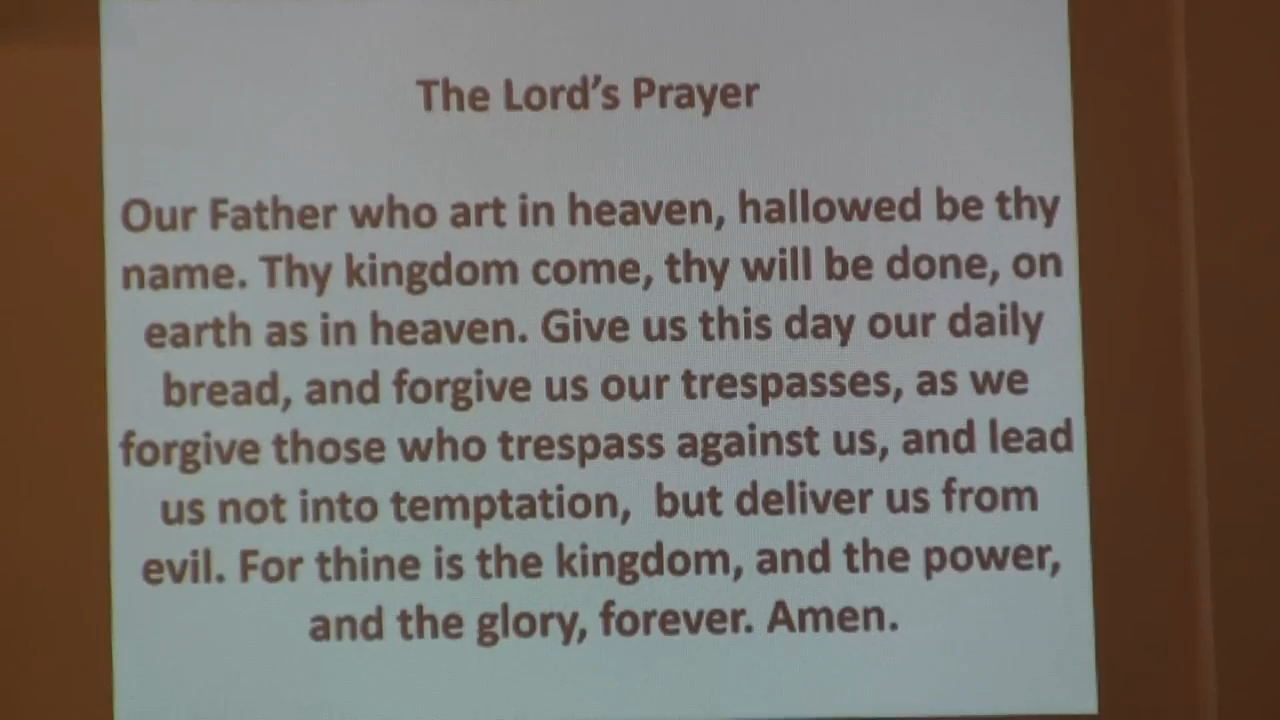 The Lord's Prayer
Our Father who art in heaven, hallowed be thy
name. Thy kingdom come, thy will be done, on
earth as in heaven. Give us this day our daily
bread, and forgive us our trespasses, as we
forgive those who trespass against us, and lead
us not into temptation,  but deliver us from
evil. For thine is the kingdom, and the power,
and the glory, forever. Amen.